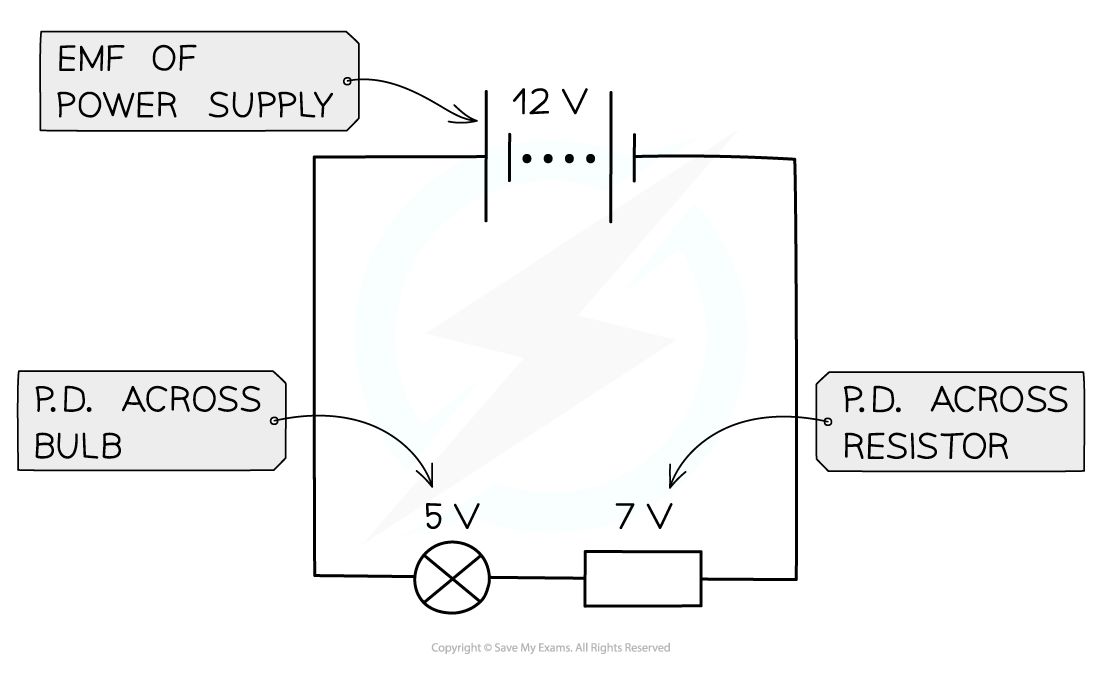 EMF OF
POWER SUPPLY
12 V
P.D. ACROSS
BULB
P.D. ACROSS
RESISTOR
5 V
7 V
Copyright © Save My Exams. All Rights Reserved